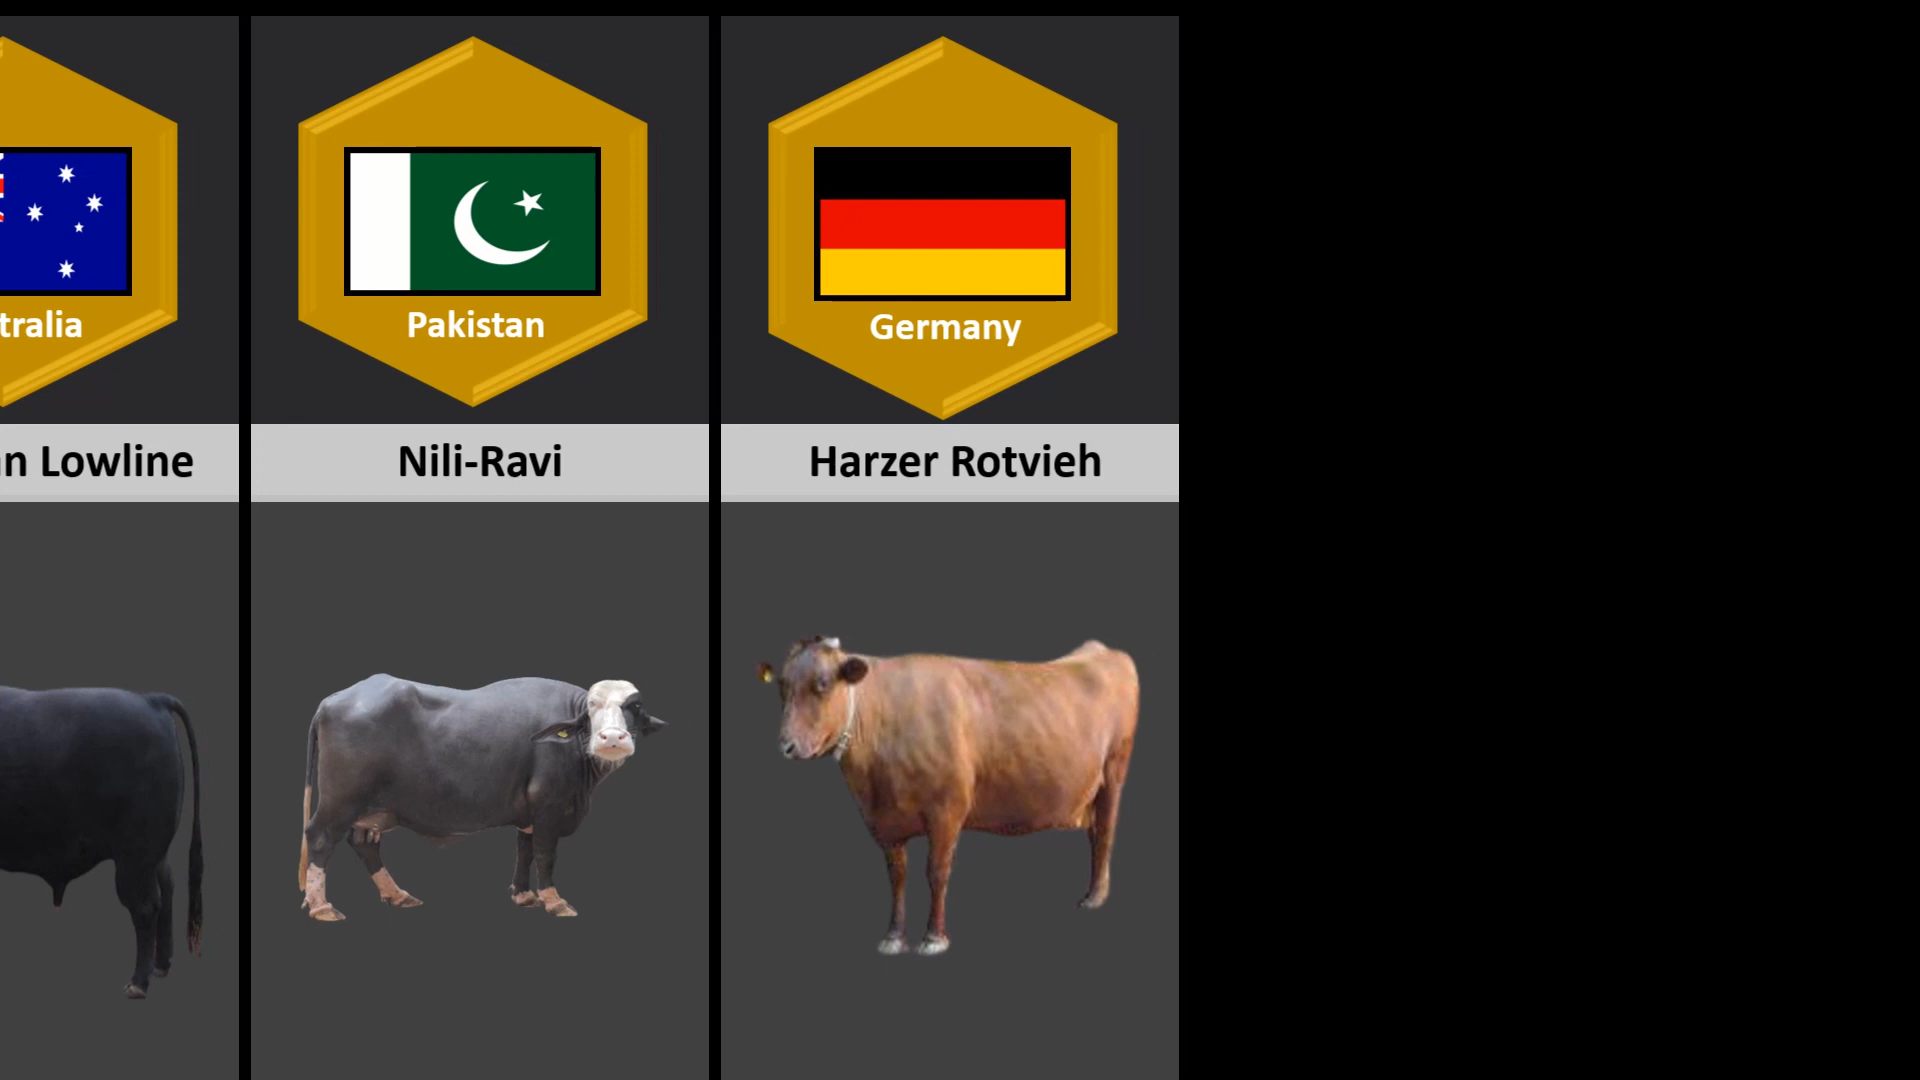 tralia
n Lowline
Pakistan
Nili-Ravi
Germany
Harzer Rotvieh